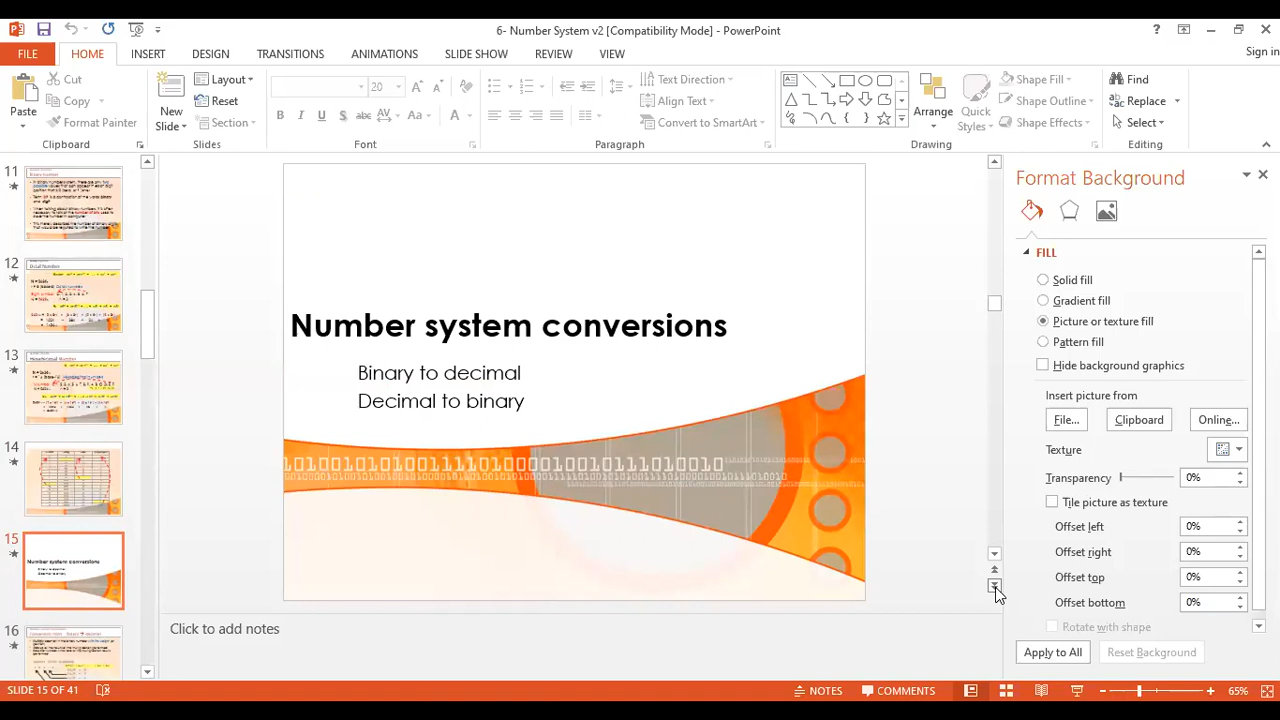 6- Number System v2 [Compatibility Mode] - PowerPoint
Sign in
FILE HOME INSERT DESIGN TRANSITIONS ANIMATIONS SLIDE SHOW REVIEW VIEW
Paste
Cut
Copy
Format Painter
Clipboard
New Slide
Layout
Reset
Section
Slides
20
Font
Text Direction
Align Text
Convert to SmartArt
Paragraph
Arrange
Quick Styles
Shape Fill
Shape Outline
Shape Effects
Drawing
Find
Replace
Select
Editing
11
12
13
14
15
Number system conversions
16
Number system conversions
Binary to decimal
Decimal to binary
Click to add notes
Format Background
FILL
Solid fill
Gradient fill
Picture or texture fill
Pattern fill
Hide background graphics
Insert picture from
File... Clipboard Online...
Texture
Transparency 0%
Tile picture as texture
Offset left 0%
Offset right 0%
Offset top 0%
Offset bottom 0%
Rotate with shape
Apply to All Reset Background
SLIDE 15 OF 41
NOTES COMMENTS 65%